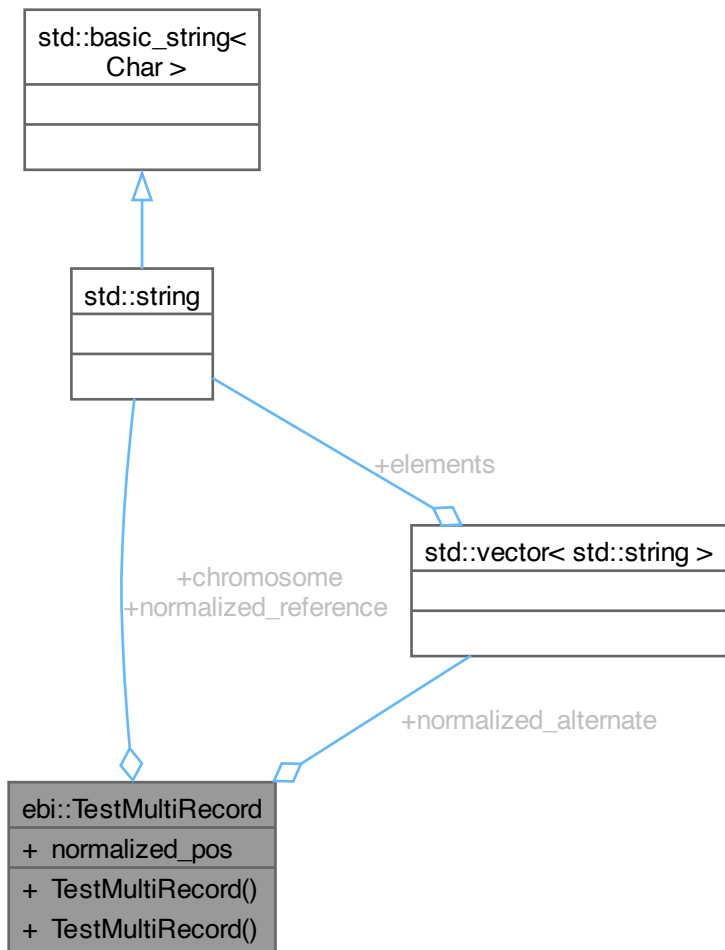 std::basic_string<
Char >
std::string
+elements
std::vector< std::string >
+chromosome
+normalized_reference
+normalized_alternate
ebi::TestMultiRecord
+ normalized_pos
+ TestMultiRecord()
+ TestMultiRecord()